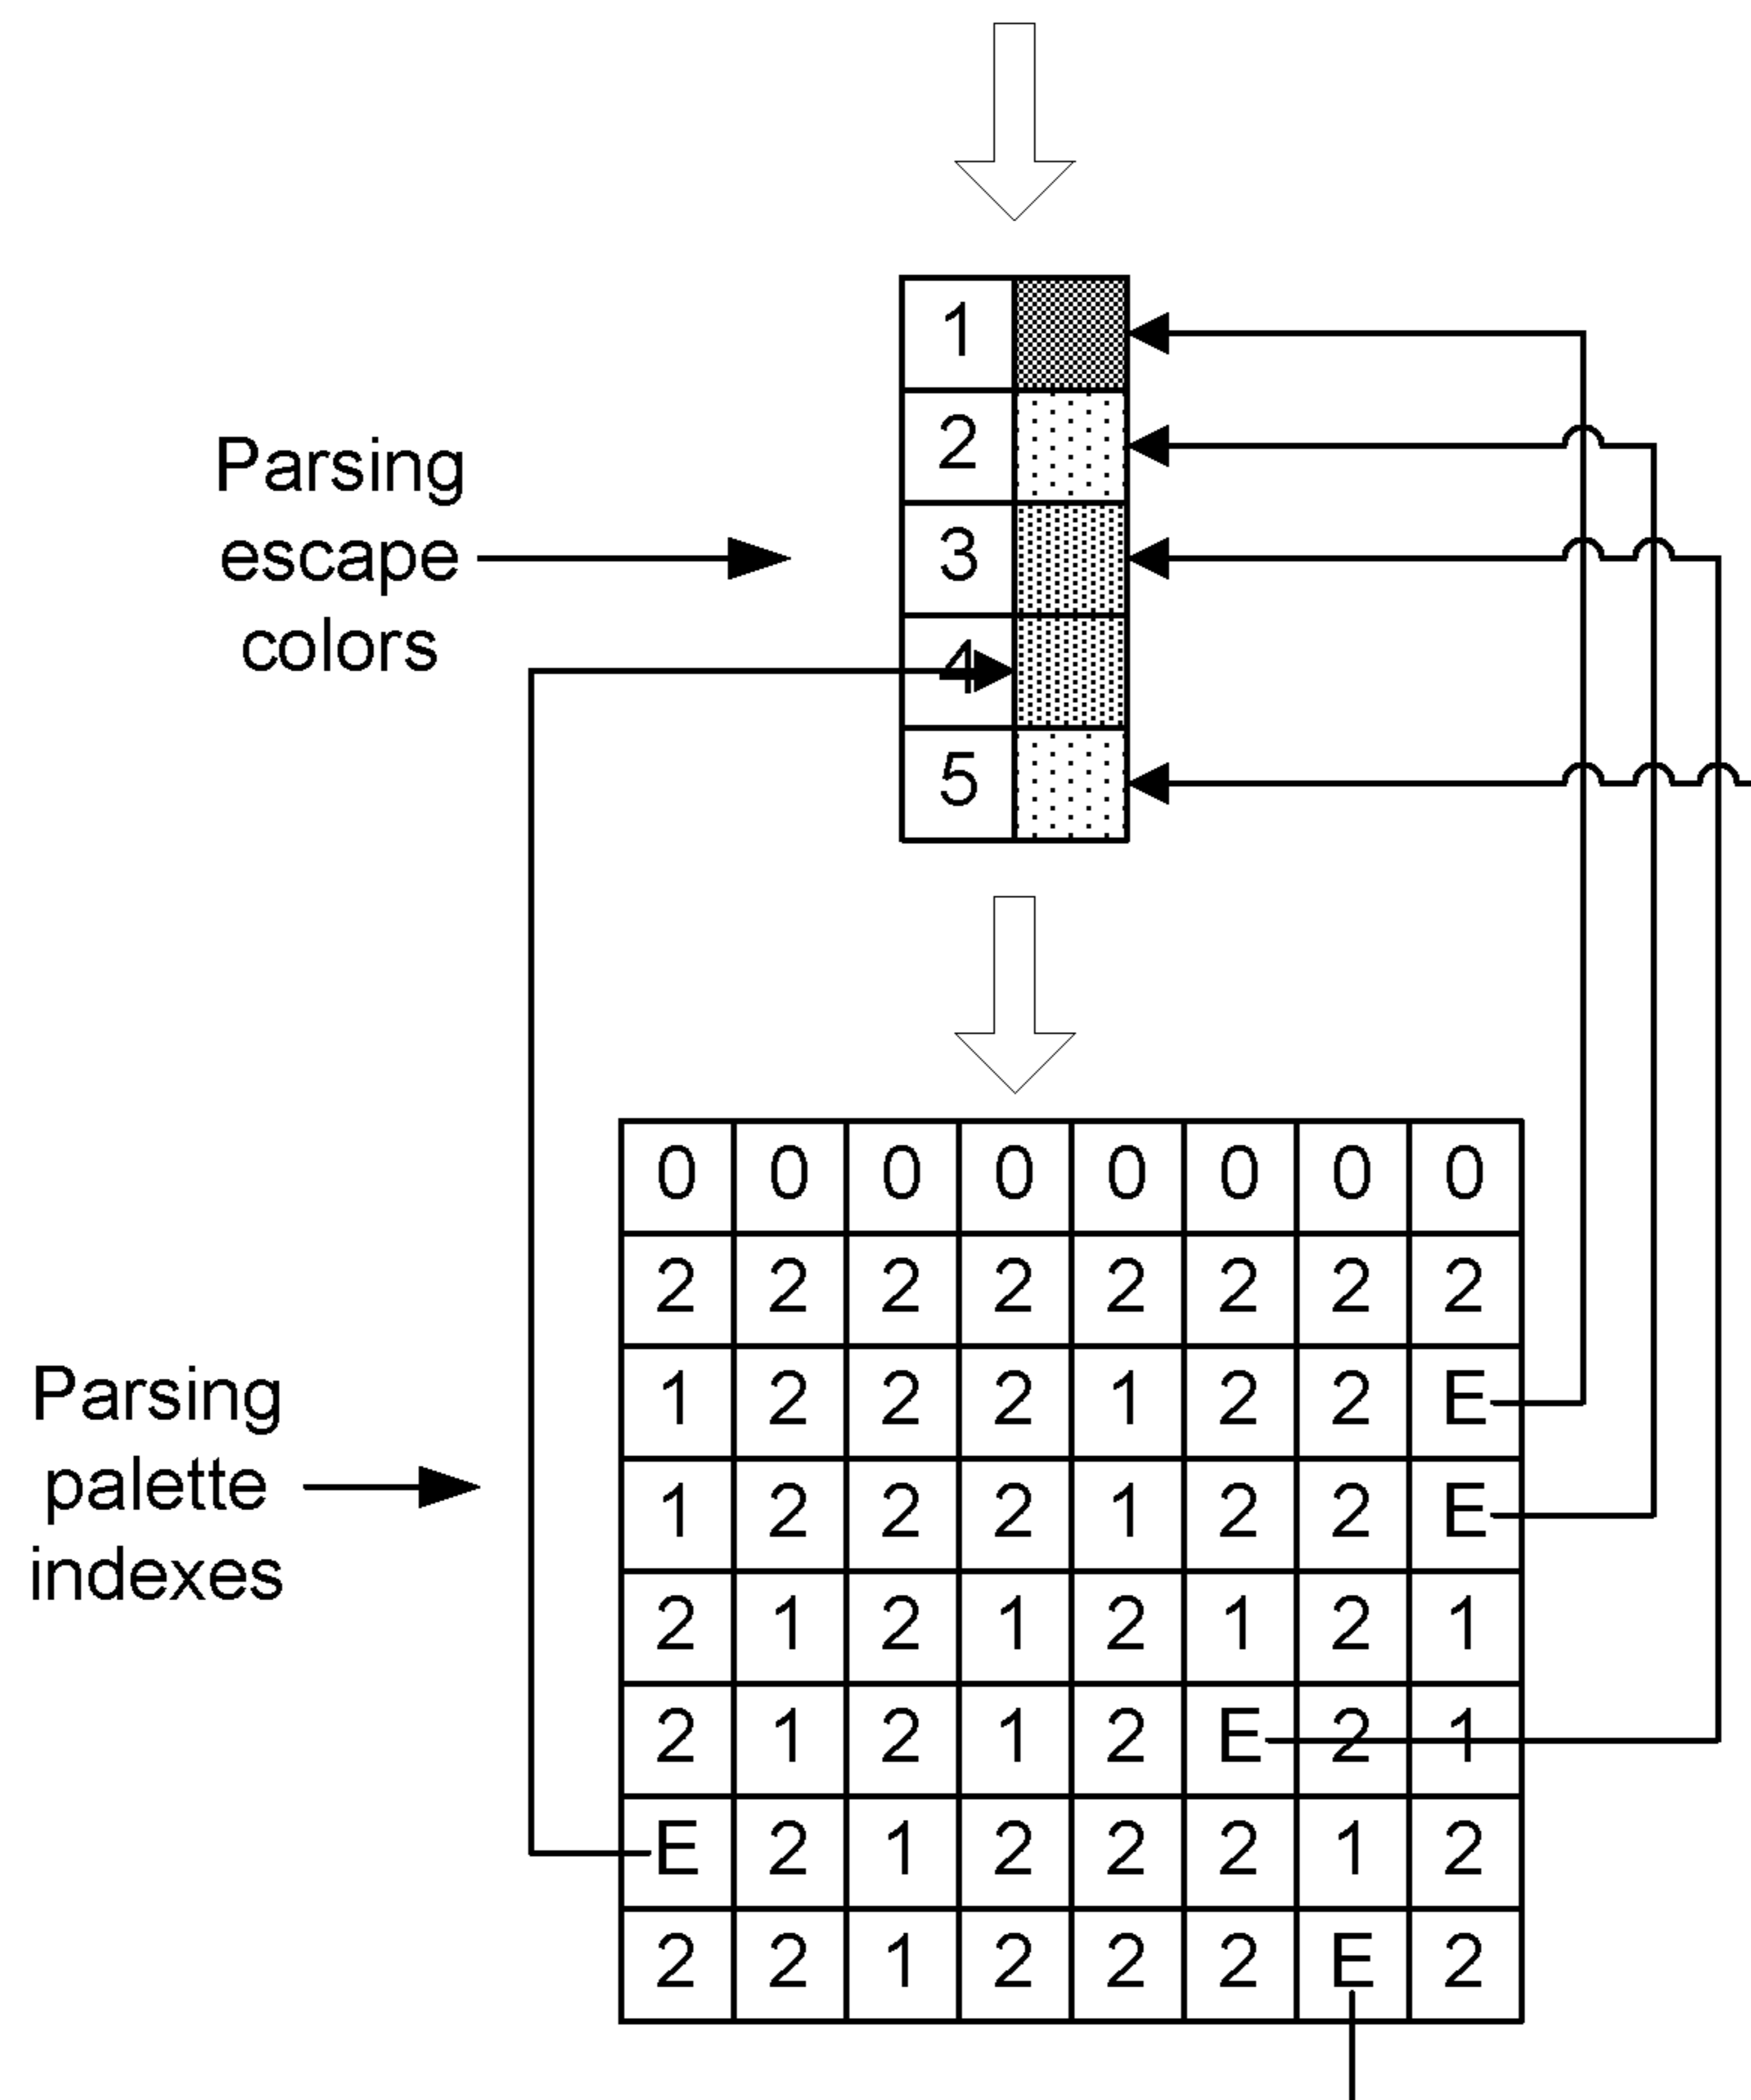 1
2
Parsing
escape
colors
3
4
5
0 0 0 0 0 0 0 0
2 2 2 2 2 2 2 2
1 2 2 2 1 2 2 E
Parsing
palette
indexes
1 2 2 2 1 2 2 E
2 1 2 1 2 1 2 1
2 1 2 1 2 E 2 1
E 2 1 2 2 2 1 2
2 2 1 2 2 2 E 2